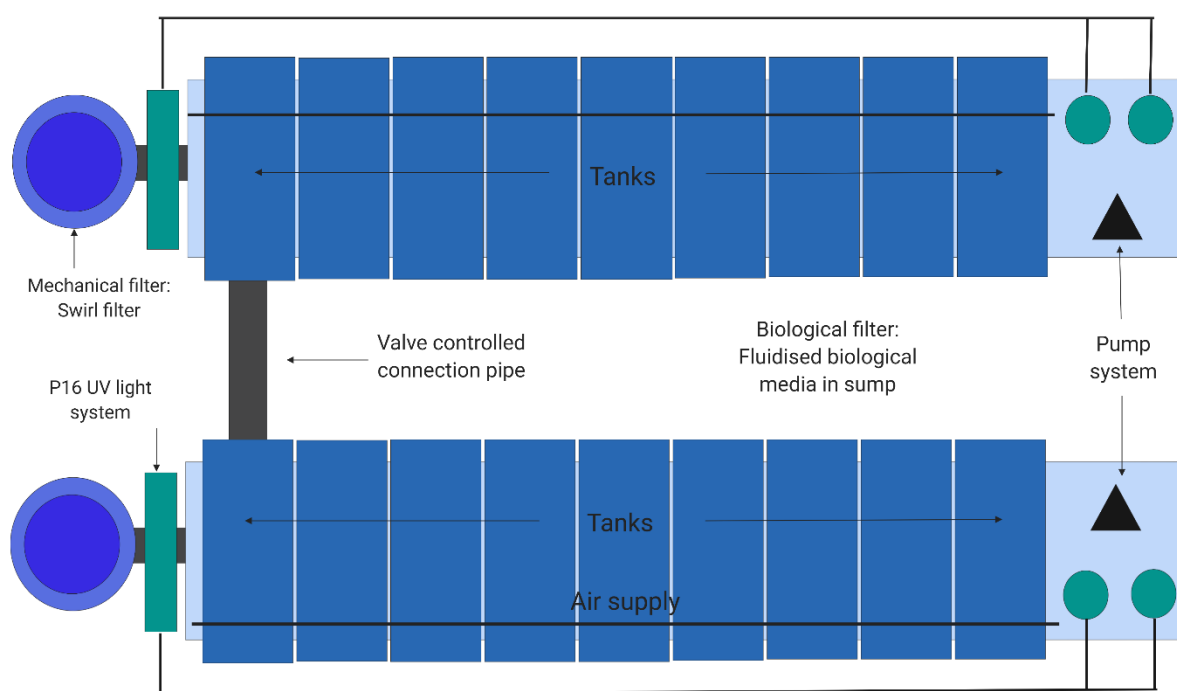 Tanks
Mechanical filter:
Swirl filter
Valve controlled
connection pipe
Biological filter:
Fluidised biological
media in sump
Pump
system
P16 UV light
system
Tanks
Air supply